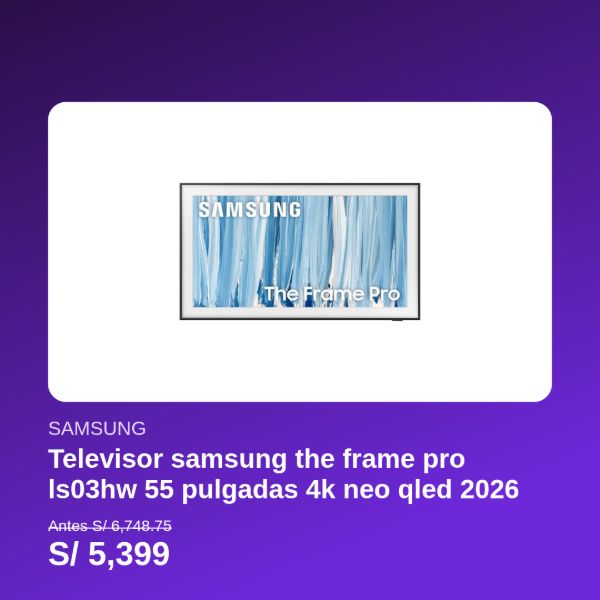 SAMSUNG
The Frame Pro
SAMSUNG
Televisor samsung the frame pro
ls03hw 55 pulgadas 4k neo qled 2026
Antes S/ 6,748.75
S/ 5,399